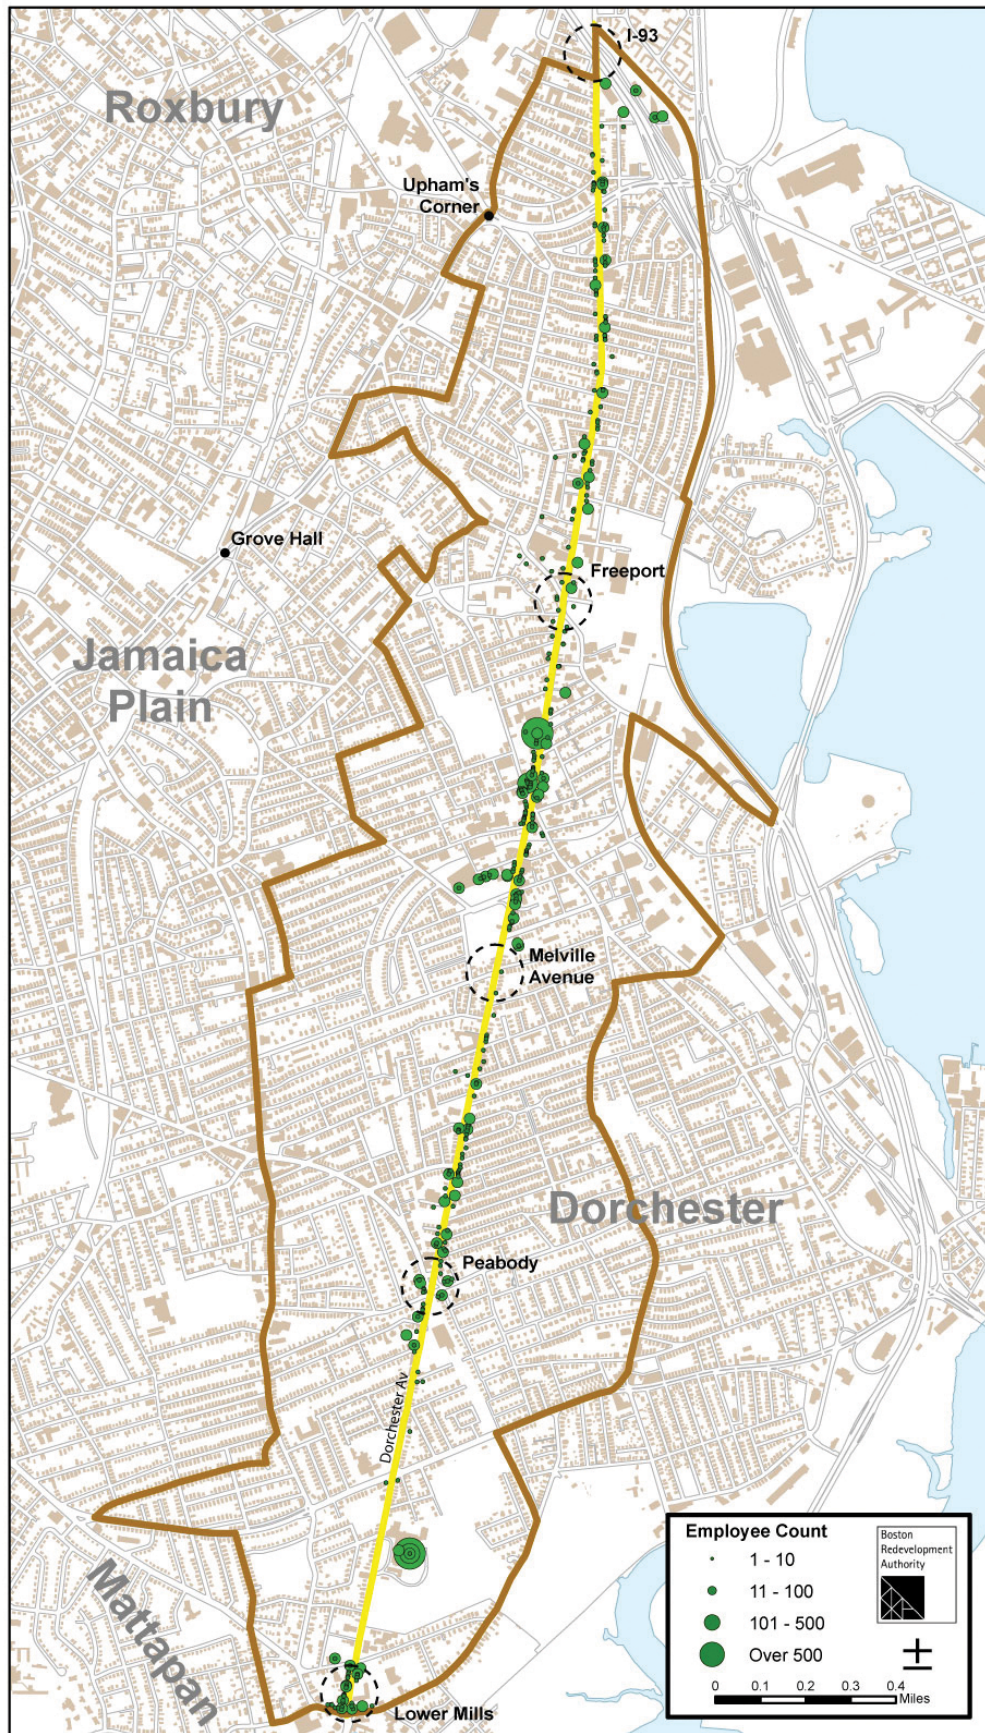 I-93
Roxbury
Upham's
Corner
Grove Hall
Freeport
Jamaica
Plain
Melville
Avenue
Dorchester
Peabody
Dorchester Av
Mattapan
Lower Mills
Employee Count
1 - 10
11 - 100
101 - 500
Over 500
0 0.1 0.2 0.3 0.4
Miles
Boston
Redevelopment
Authority